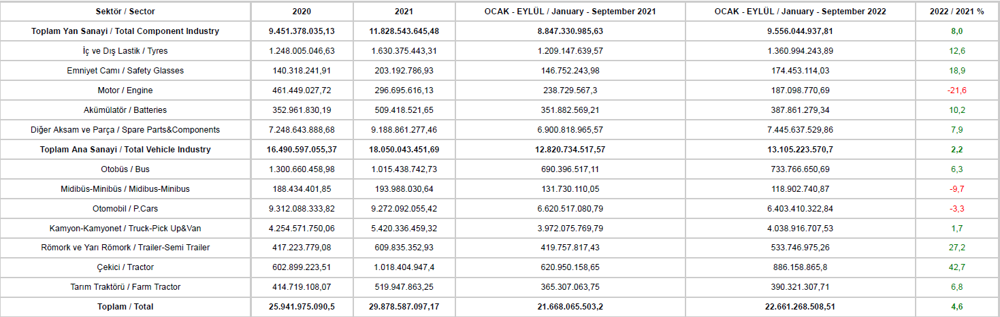 Sektör / Sector 2020 2021 OCAK - EYLÜL / January - September 2021 OCAK - EYLÜL / January - September 2022 2022 / 2021 %
Toplam Yan Sanayi / Total Component Industry 9.451.378.035,13 11.828.543.645,48 8.847.330.985,63 9.556.044.937,81 8,0
İç ve Dış Lastik / Tyres 1.248.005.046,63 1.630.375.443,31 1.209.147.639,57 1.360.994.243,89 12,6
Emniyet Camı / Safety Glasses 140.318.241,91 203.192.786,93 146.752.243,98 174.453.114,03 18,9
Motor / Engine 461.449.027,72 296.695.616,13 238.729.567,3 187.098.770,69 -21,6
Akümülatör / Batteries 352.961.830,19 509.418.521,65 351.882.569,21 387.861.279,34 10,2
Diğer Aksam ve Parça / Spare Parts&Components 7.248.643.888,68 9.188.861.277,46 6.900.818.965,57 7.445.637.529,86 7,9
Toplam Ana Sanayi / Total Vehicle Industry 16.490.597.055,37 18.050.043.451,69 12.820.734.517,57 13.105.223.570,7 2,2
Otobüs / Bus 1.300.660.458,98 1.015.438.742,73 690.396.517,11 733.766.650,69 6,3
Midibüs-Minibüs / Midibus-Minibus 188.434.401,85 193.988.030,64 131.730.110,05 118.902.740,87 -9,7
Otomobil / P.Cars 9.312.088.333,82 9.272.092.055,42 6.620.517.080,79 6.403.410.322,84 -3,3
Kamyon-Kamyonet / Truck-Pick Up&Van 4.254.571.750,06 5.420.336.459,32 3.972.075.769,79 4.038.916.707,53 1,7
Römork ve Yarı Römork / Trailer-Semi Trailer 417.223.779,08 609.835.352,93 419.757.817,43 533.746.975,26 27,2
Çekici / Tractor 602.899.223,51 1.018.404.947,4 620.950.158,65 886.158.865,8 42,7
Tarım Traktörü / Farm Tractor 414.719.108,07 519.947.863,25 365.307.063,75 390.321.307,71 6,8
Toplam / Total 25.941.975.090,5 29.878.587.097,17 21.668.065.503,2 22.661.268.508,51 4,6